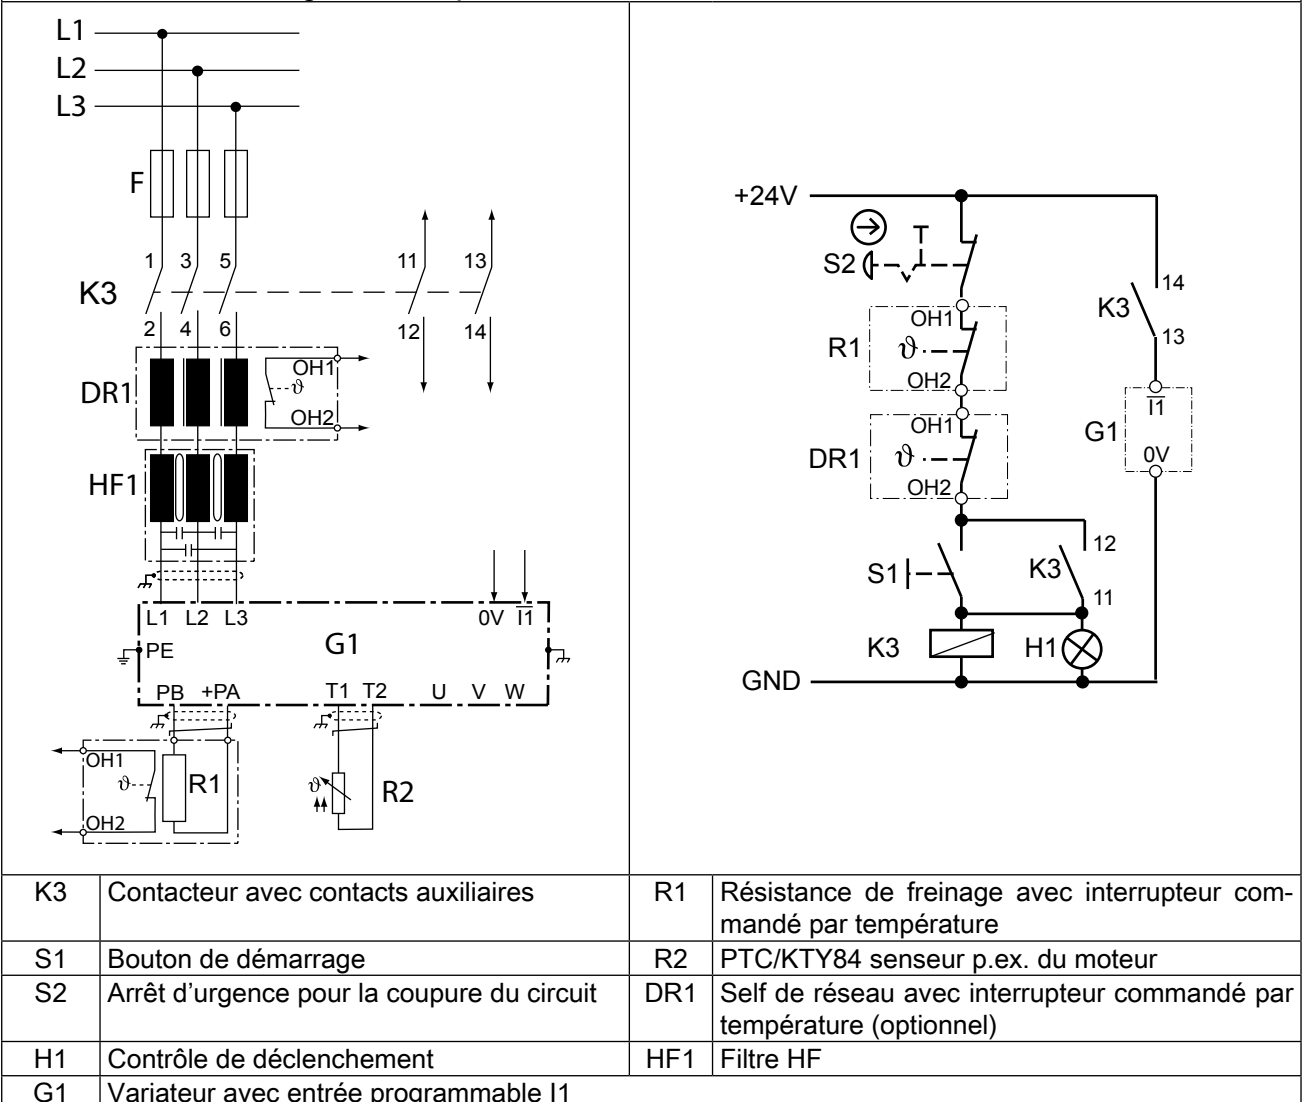 L1
L2
L3
F
1 3 5 11 13
K3
2 4 6 12 14
DR1
OH1
ϑ
OH2
HF1
L1 L2 L3 0V I1
PE G1
PB +PA T1 T2 U V W
OH1
ϑ R1
OH2
ϑ R2
+24V
S2
OH1
R1 ϑ
OH2
OH1
DR1 ϑ
OH2
14
K3
13
I1
G1
0V
12
S1 K3
11
K3 H1
GND
K3 Contacteur avec contacts auxiliaires
R1 Résistance de freinage avec interrupteur com-
mandé par température
S1 Bouton de démarrage
R2 PTC/KTY84 senseur p.ex. du moteur
S2 Arrêt d’urgence pour la coupure du circuit
DR1 Self de réseau avec interrupteur commandé par
température (optionnel)
H1 Contrôle de déclenchement
HF1 Filtre HF
G1 Variateur avec entrée programmable I1